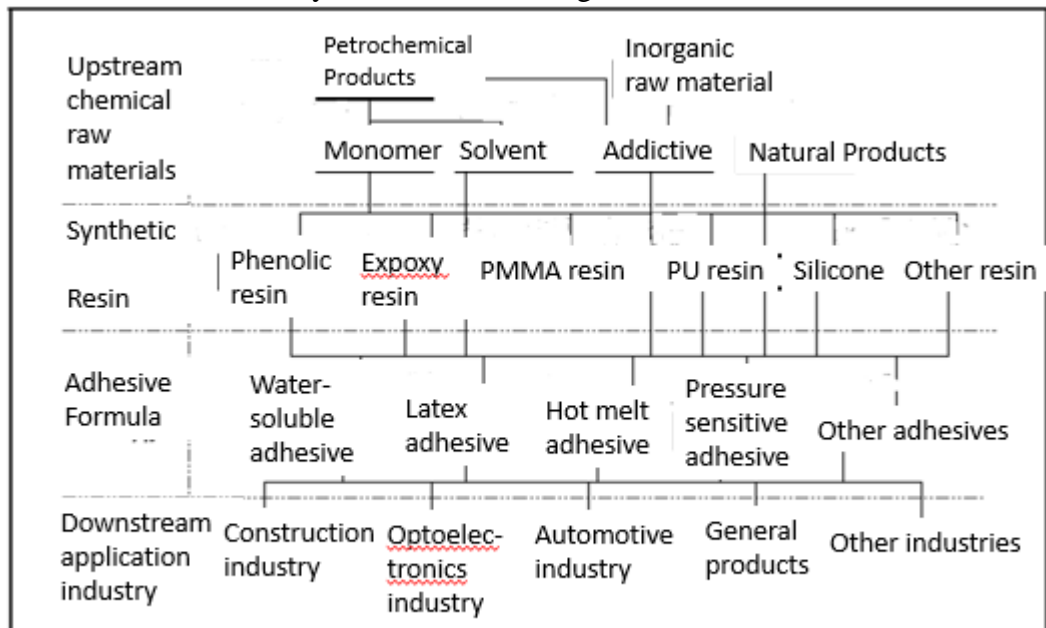 Upstream
chemical
raw
materials
Petrochemical
Products
Inorganic
raw material
Monomer
Solvent
Addictive
Natural Products
Synthetic
Resin
Phenolic
resin
Expoxy
resin
PMMA resin
PU resin
Silicone
Other resin
Adhesive
Formula
Water-
soluble
adhesive
Latex
adhesive
Hot melt
adhesive
Pressure
sensitive
adhesive
Other adhesives
Downstream
application
industry
Construction
industry
Optoelec-
tronics
industry
Automotive
industry
General
products
Other industries